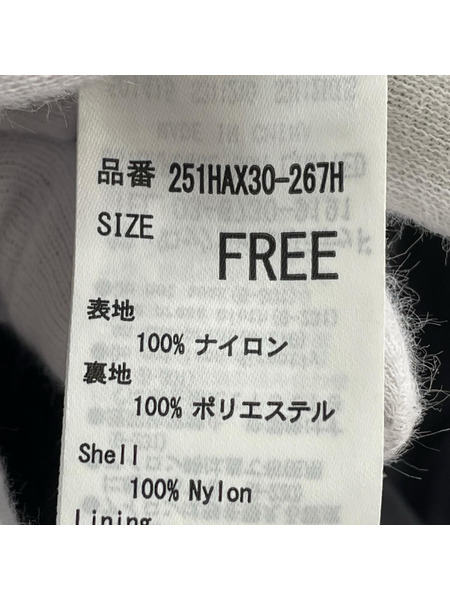 品番 251HAX30-267H
SIZE FREE
表地
100% ナイロン
裏地
100% ポリエステル
Shell
100% Nylon
Lining